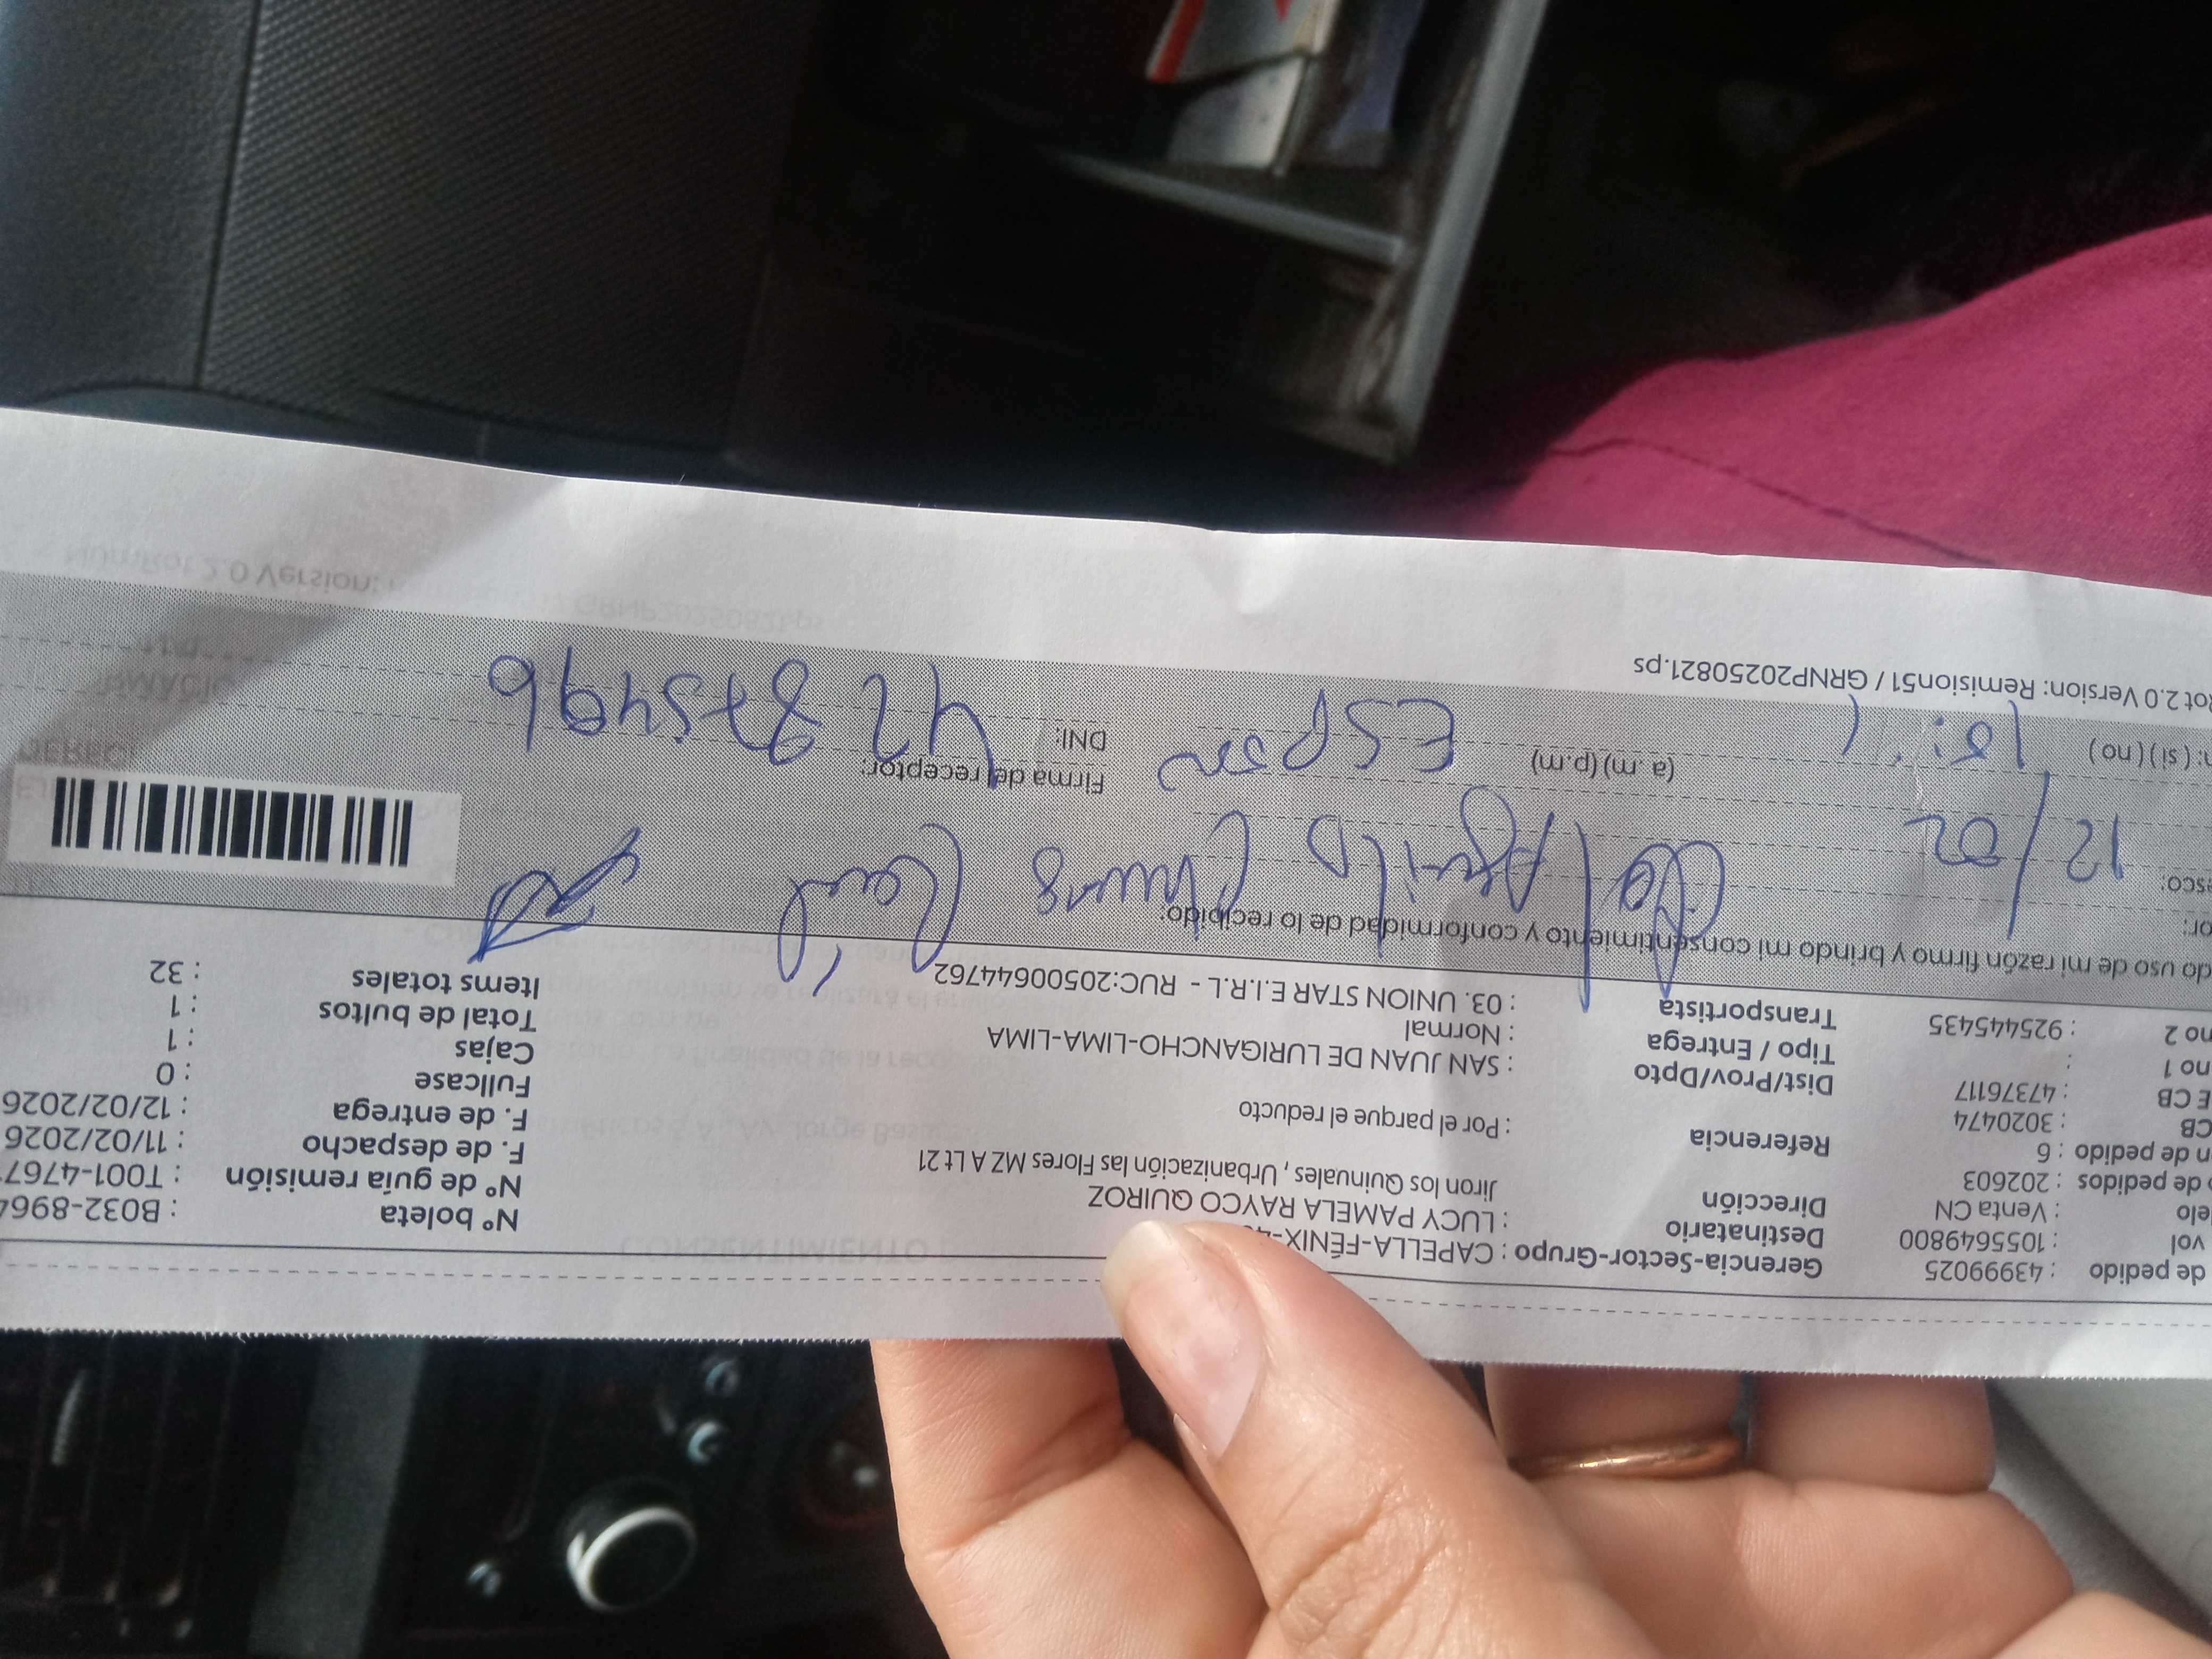 de pedido : 43999025
vol : 1055649800
elo : Venta CN
o de pedidos : 202603
n de pedido : 6
CB : 3020474
E CB : 47376117
no 1 :
no 2 : 925445435
Gerencia-Sector-Grupo : CAPELLA-FÉNIX-
Destinatario : LUCY PAMELA RAYCO QUIROZ
Dirección Jiron los Quinuales , Urbanización las Flores MZ A Lt 21
Referencia : Por el parque el reducto
Dist/Prov/Dpto : SAN JUAN DE LURIGANCHO-LIMA-LIMA
Tipo / Entrega : Normal
Transportista : 03. UNION STAR E.I.R.L - RUC:20500644762
N° boleta : B032-8964
N° de guía remisión : T001-4767
F. de despacho : 11/02/2026
F. de entrega : 12/02/2026
Fullcase : 0
Cajas : 1
Total de bultos : 1
Items totales : 32
do uso de mi razón firmo y brindo mi consentimiento y conformidad de lo recibido:
or:
esco: 12/02
n: ( si ) ( no ) (a .m) (p.m)
Firma del receptor:
DNI: 42875496
Rot 2.0 Version: Remision51 / GRNP20250821.ps
CONSENTIMIENTO